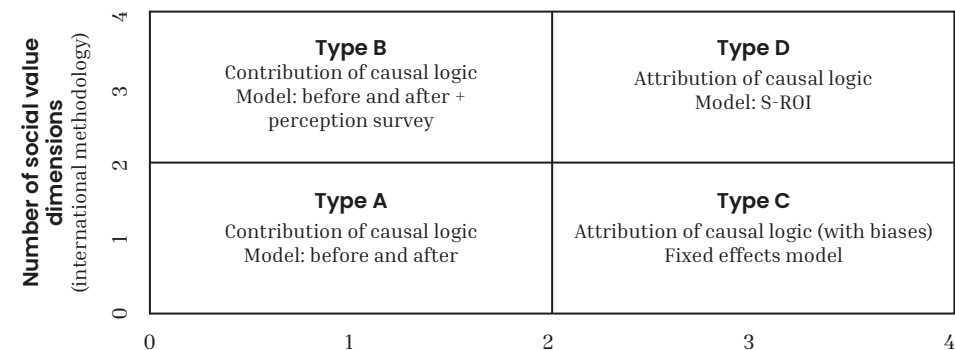 Number of social value
dimensions
(international methodology)
4
3
2
1
0
Type B
Contribution of causal logic
Model: before and after +
perception survey
Type D
Attribution of causal logic
Model: S-ROI
Type A
Contribution of causal logic
Model: before and after
Type C
Attribution of causal logic (with biases)
Fixed effects model
0 1 2 3 4